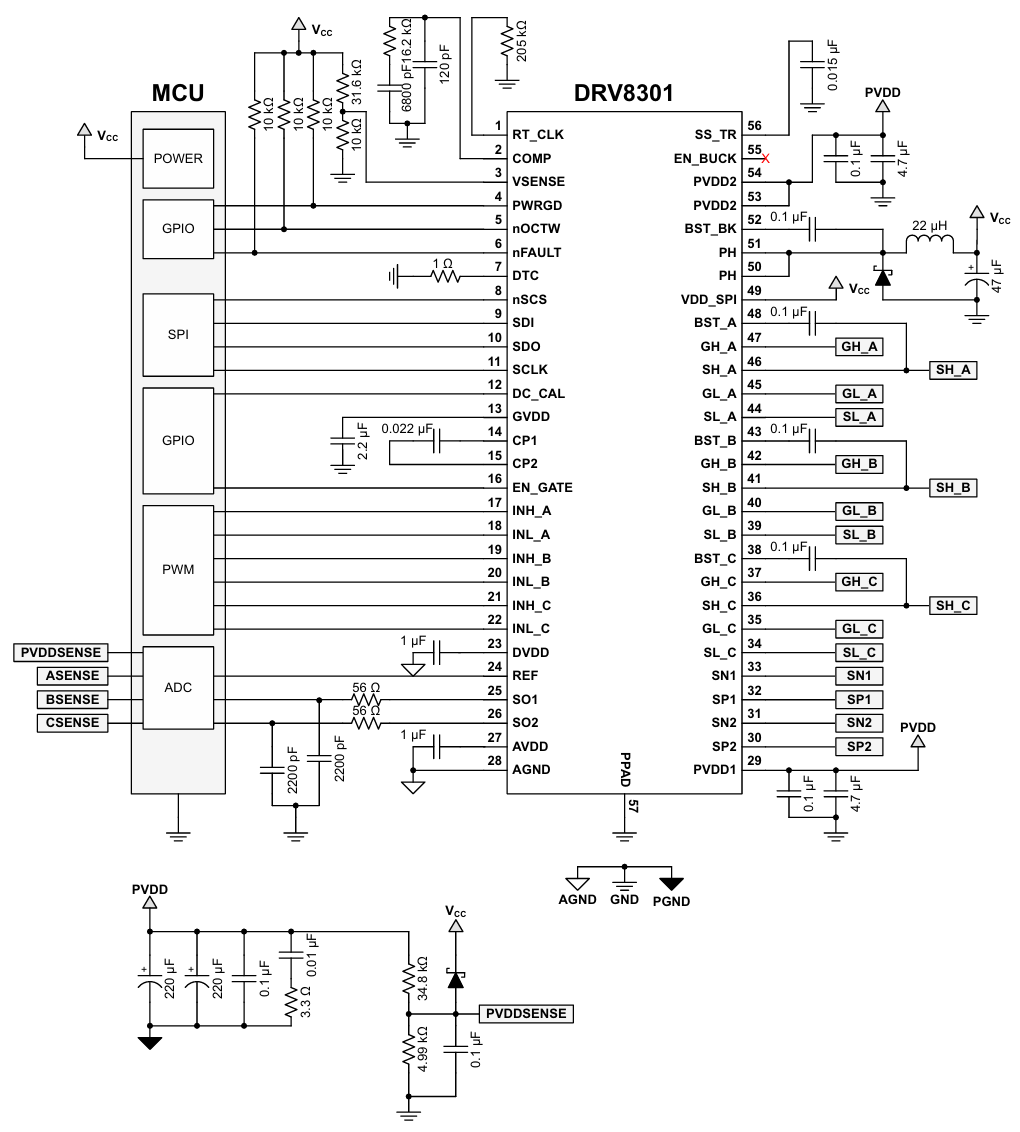 MCU
DRV8301
VCC
10 kΩ
10 kΩ
10 kΩ
31.6 kΩ
10 kΩ
16.2 kΩ
6800 pF
120 pF
205 kΩ
0.015 µF
PVDD
0.1 µF
4.7 µF
VCC
POWER
GPIO
SPI
GPIO
PWM
ADC
1 RT_CLK
2 COMP
3 VSENSE
4 PWRGD
5 nOCTW
6 nFAULT
1 Ω
7 DTC
8 nSCS
9 SDI
10 SDO
11 SCLK
12 DC_CAL
13 GVDD
2.2 µF
0.022 µF
14 CP1
15 CP2
16 EN_GATE
17 INH_A
18 INL_A
19 INH_B
20 INL_B
21 INH_C
22 INL_C
1 µF
23 DVDD
24 REF
56 Ω
25 SO1
56 Ω
26 SO2
2200 pF
2200 pF
1 µF
27 AVDD
28 AGND
PVDDSENSE
ASENSE
BSENSE
CSENSE
SS_TR 56
EN_BUCK 55
PVDD2 54
PVDD2 53
BST_BK 52
0.1 µF
PH 51
22 µH
VCC
47 µF
PH 50
VDD_SPI 49
VCC
BST_A 48
0.1 µF
GH_A 47 GH_A
SH_A 46 SH_A
GL_A 45 GL_A
SL_A 44 SL_A
BST_B 43
0.1 µF
GH_B 42 GH_B
SH_B 41 SH_B
GL_B 40 GL_B
SL_B 39 SL_B
BST_C 38
0.1 µF
GH_C 37 GH_C
SH_C 36 SH_C
GL_C 35 GL_C
SL_C 34 SL_C
SN1 33 SN1
SP1 32 SP1
SN2 31 SN2
SP2 30 SP2
PVDD1 29
PVDD
0.1 µF
4.7 µF
PPAD
57
AGND
GND
PGND
PVDD
220 µF
220 µF
0.1 µF
0.01 µF
3.3 Ω
34.8 kΩ
4.99 kΩ
VCC
PVDDSENSE
0.1 µF